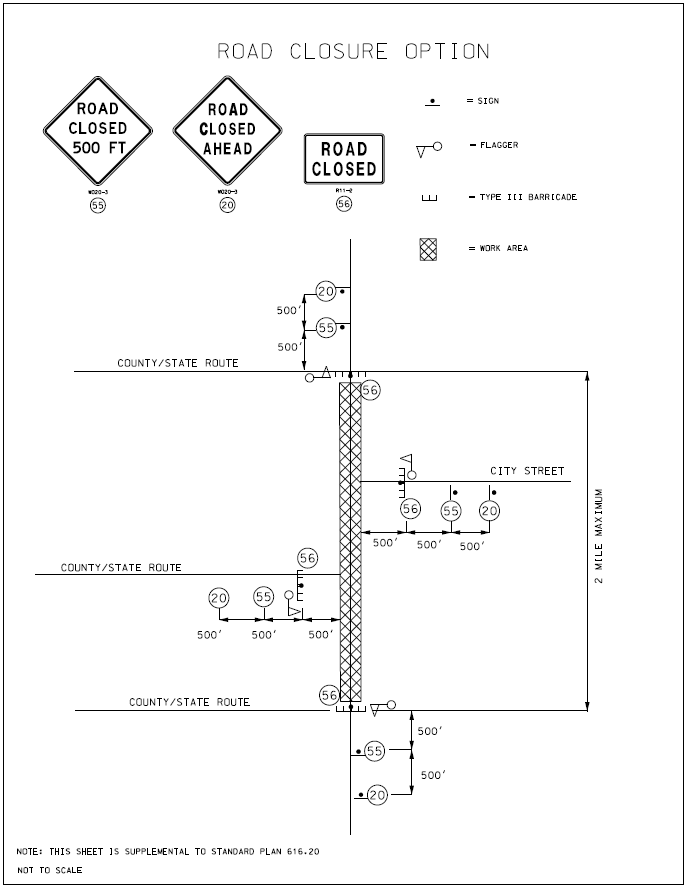 ROAD CLOSURE OPTION
ROAD
CLOSED
500 FT
WO20-3
55
ROAD
CLOSED
AHEAD
WO20-3
20
ROAD
CLOSED
R11-2
56
= SIGN
= FLAGGER
= TYPE III BARRICADE
= WORK AREA
20
500'
55
500'
COUNTY/STATE ROUTE
56
CITY STREET
56
55
20
500'
500'
500'
2 MILE MAXIMUM
56
COUNTY/STATE ROUTE
20
55
500'
500'
500'
56
COUNTY/STATE ROUTE
500'
55
500'
20
NOTE: THIS SHEET IS SUPPLEMENTAL TO STANDARD PLAN 616.20
NOT TO SCALE